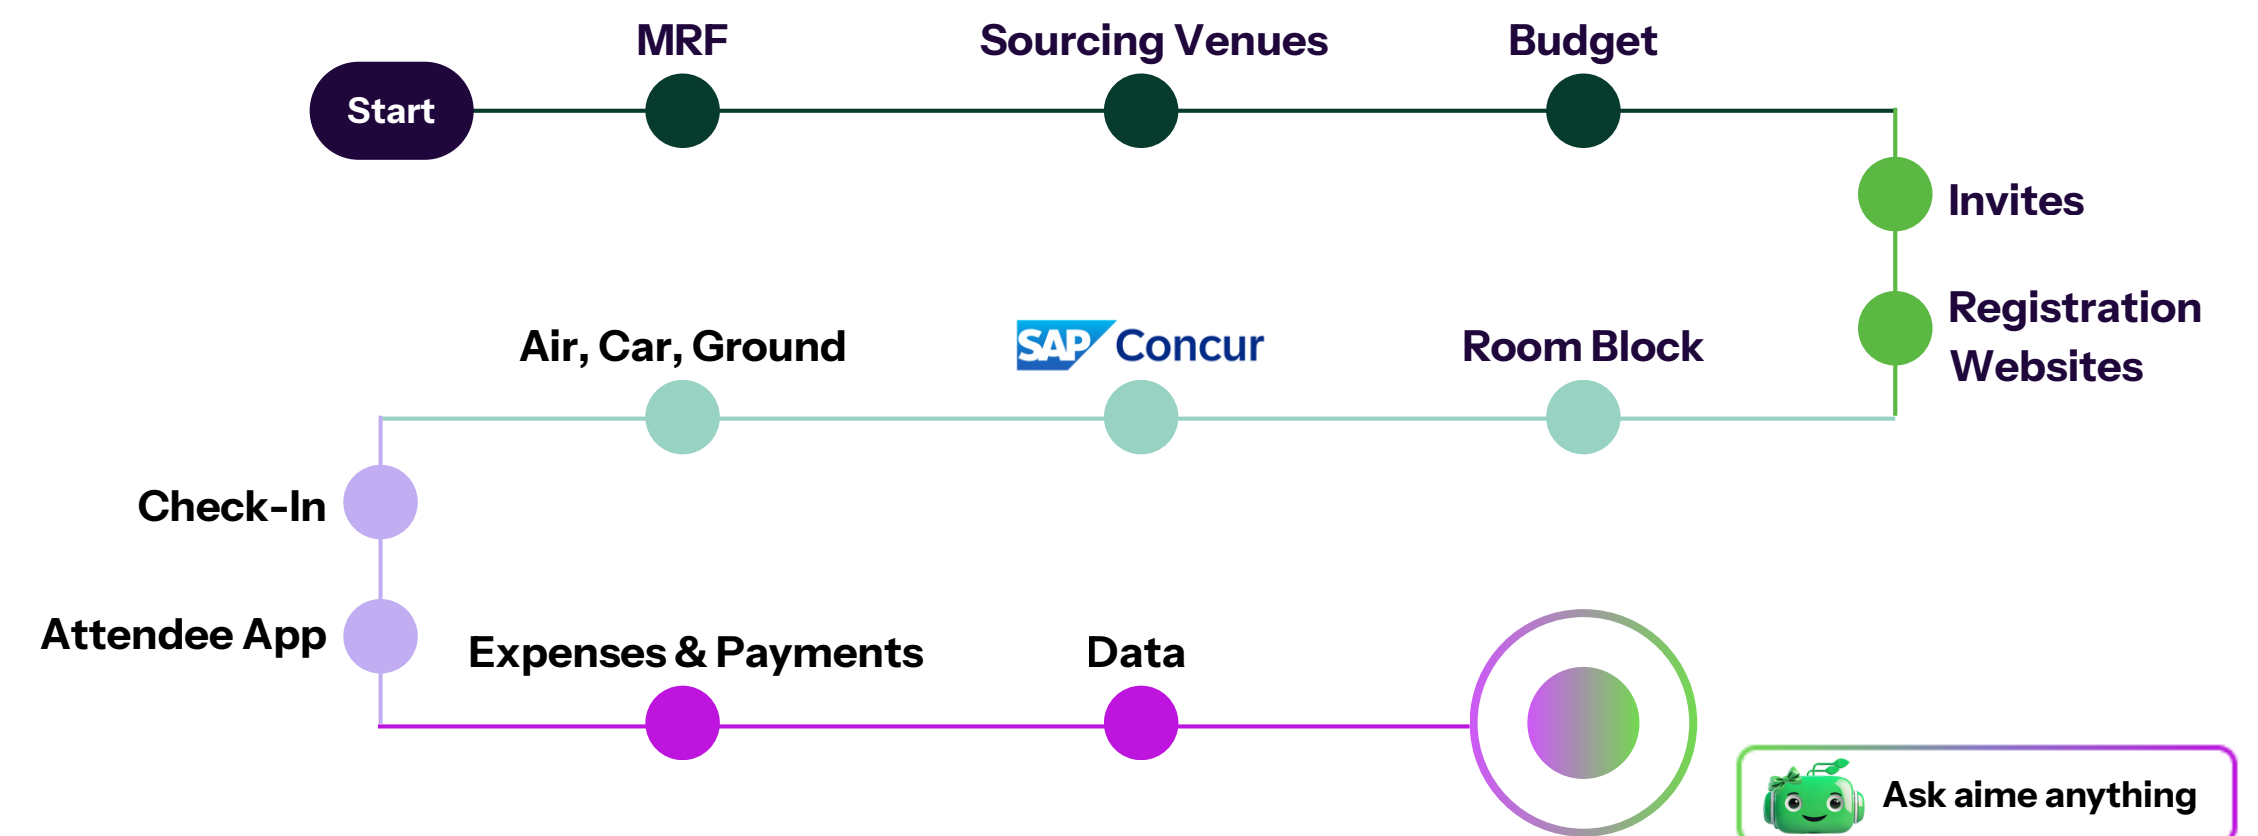 Start
MRF
Sourcing Venues
Budget
Invites
Registration
Websites
Room Block
SAP Concur
Air, Car, Ground
Check-In
Attendee App
Expenses & Payments
Data
Ask aime anything